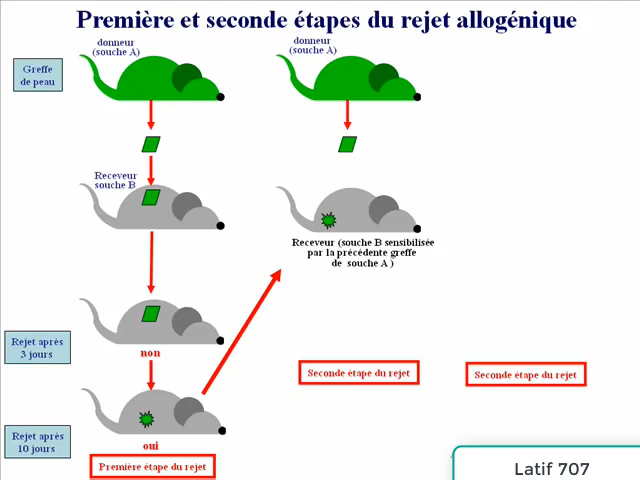 Première et seconde étapes du rejet allogénique
donneur
(souche A)
donneur
(souche A)
Greffe
de peau
Receveur
souche B
Receveur (souche B sensibilisée
par la précédente greffe
de souche A )
Rejet après
3 jours
non
Seconde étape du rejet
Seconde étape du rejet
Rejet après
10 jours
oui
Première étape du rejet
Latif 707